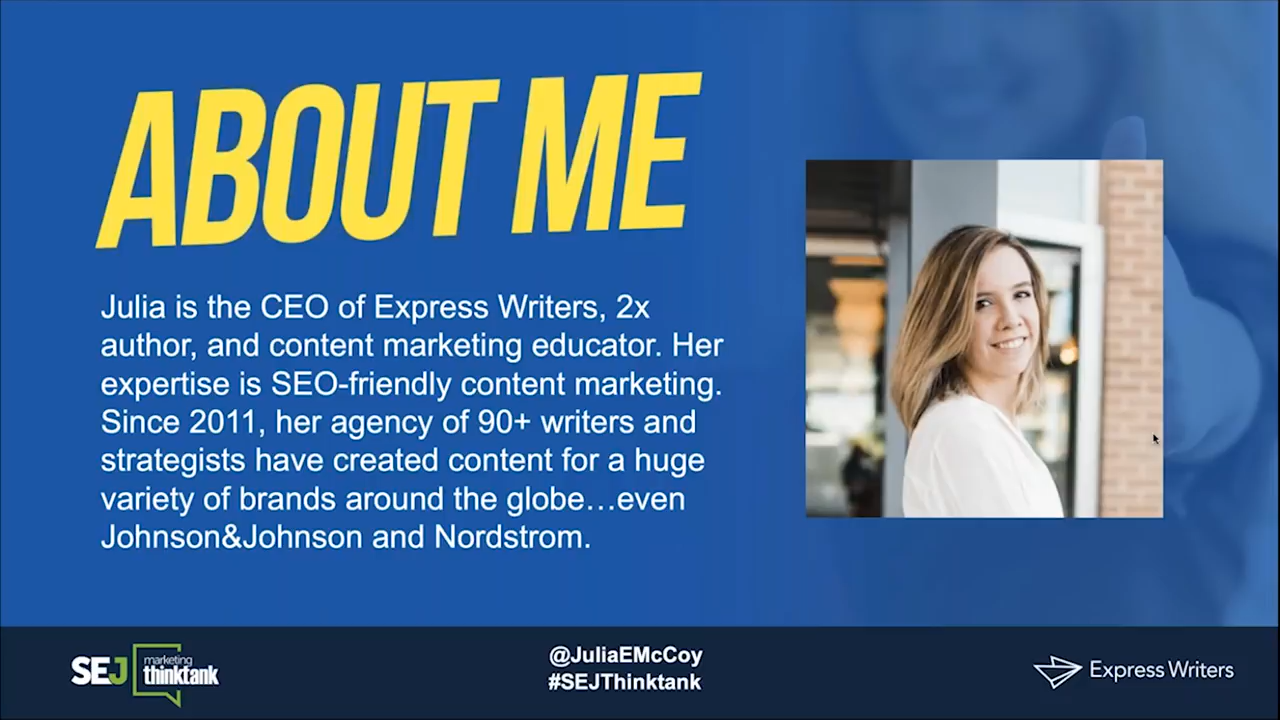 ABOUT ME
Julia is the CEO of Express Writers, 2x
author, and content marketing educator. Her
expertise is SEO-friendly content marketing.
Since 2011, her agency of 90+ writers and
strategists have created content for a huge
variety of brands around the globe…even
Johnson&Johnson and Nordstrom.
SEJ marketing
thinktank
@JuliaEMcCoy
#SEJThinktank
Express Writers